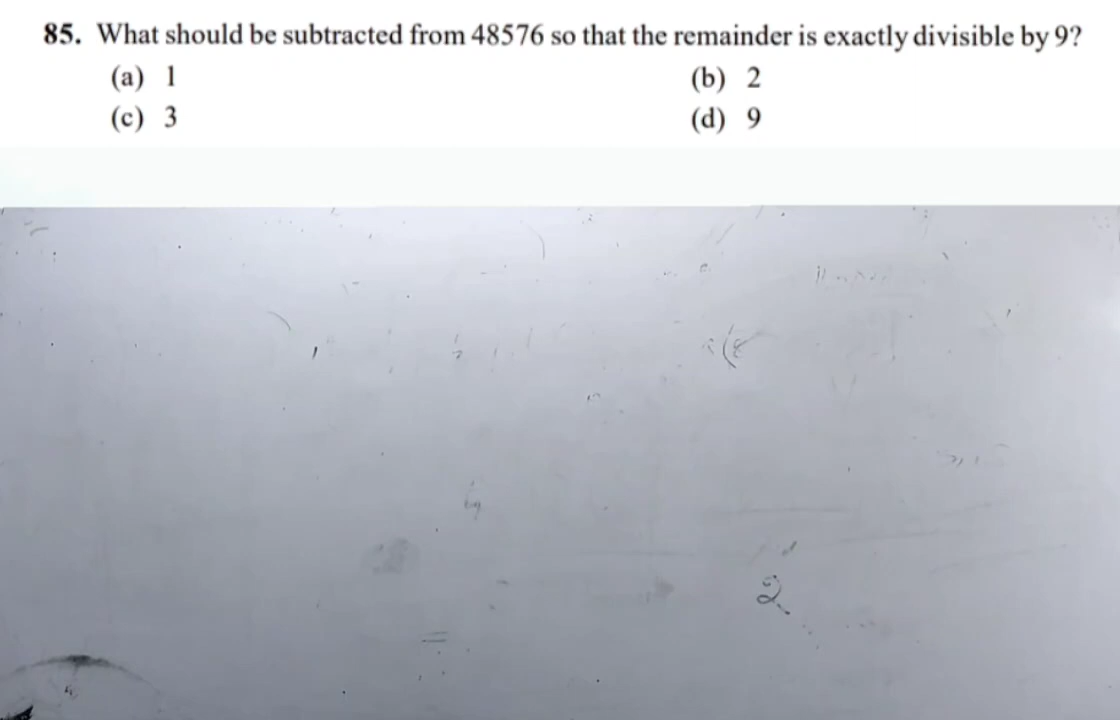 85. What should be subtracted from 48576 so that the remainder is exactly divisible by 9?
(a) 1 (b) 2
(c) 3 (d) 9
2